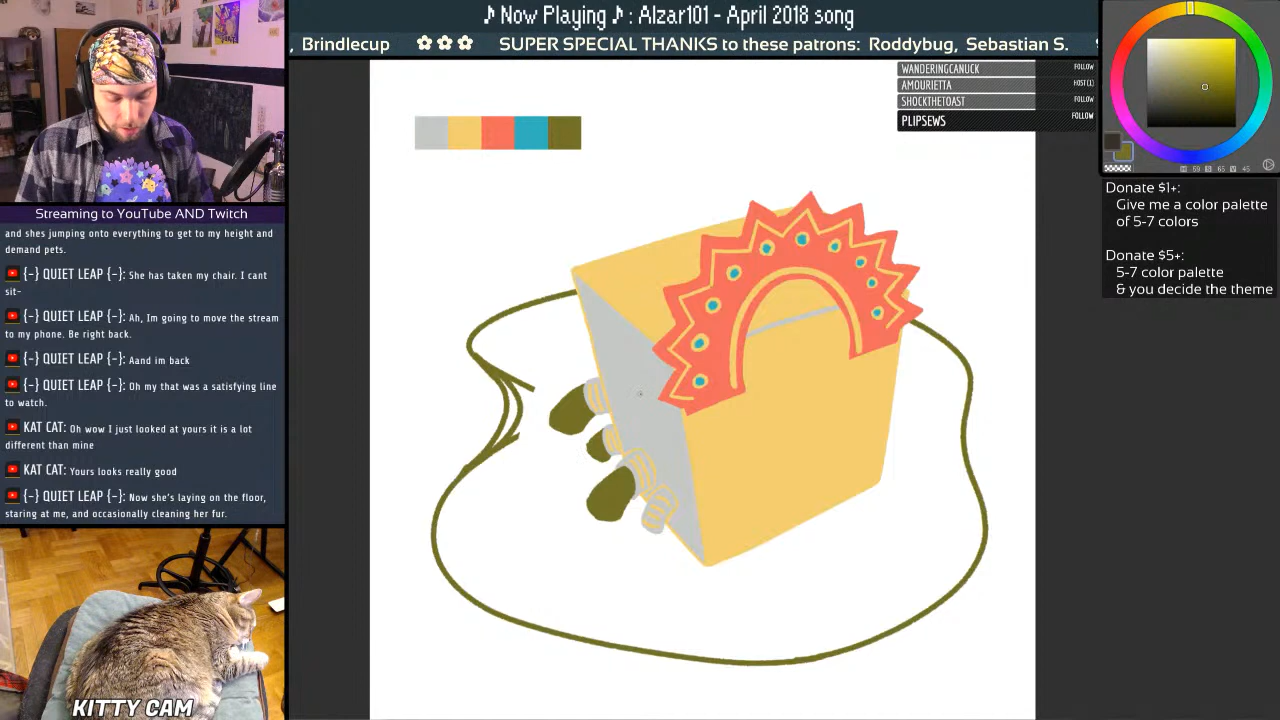 ♪ Now Playing ♪ : Alzar101 - April 2018 song
, Brindlecup ✿ ✿ ✿ SUPER SPECIAL THANKS to these patrons: Roddybug, Sebastian S.
WANDERINGCANUCK FOLLOW
AMOURIETTA HOST(1)
SHOCKTHETOAST FOLLOW
PLIPSEWS FOLLOW
Donate $1+:
Give me a color palette
of 5-7 colors
Donate $5+:
5-7 color palette
& you decide the theme
Streaming to YouTube AND Twitch
and shes jumping onto everything to get to my height and
demand pets.
{-} QUIET LEAP {-}: She has taken my chair. I cant
sit-
{-} QUIET LEAP {-}: Ah, Im going to move the stream
to my phone. Be right back.
{-} QUIET LEAP {-}: Aand im back
{-} QUIET LEAP {-}: Oh my that was a satisfying line
to watch.
KAT CAT: Oh wow I just looked at yours it is a lot
different than mine
KAT CAT: Yours looks really good
{-} QUIET LEAP {-}: Now she's laying on the floor,
staring at me, and occasionally cleaning her fur.
KITTY CAM